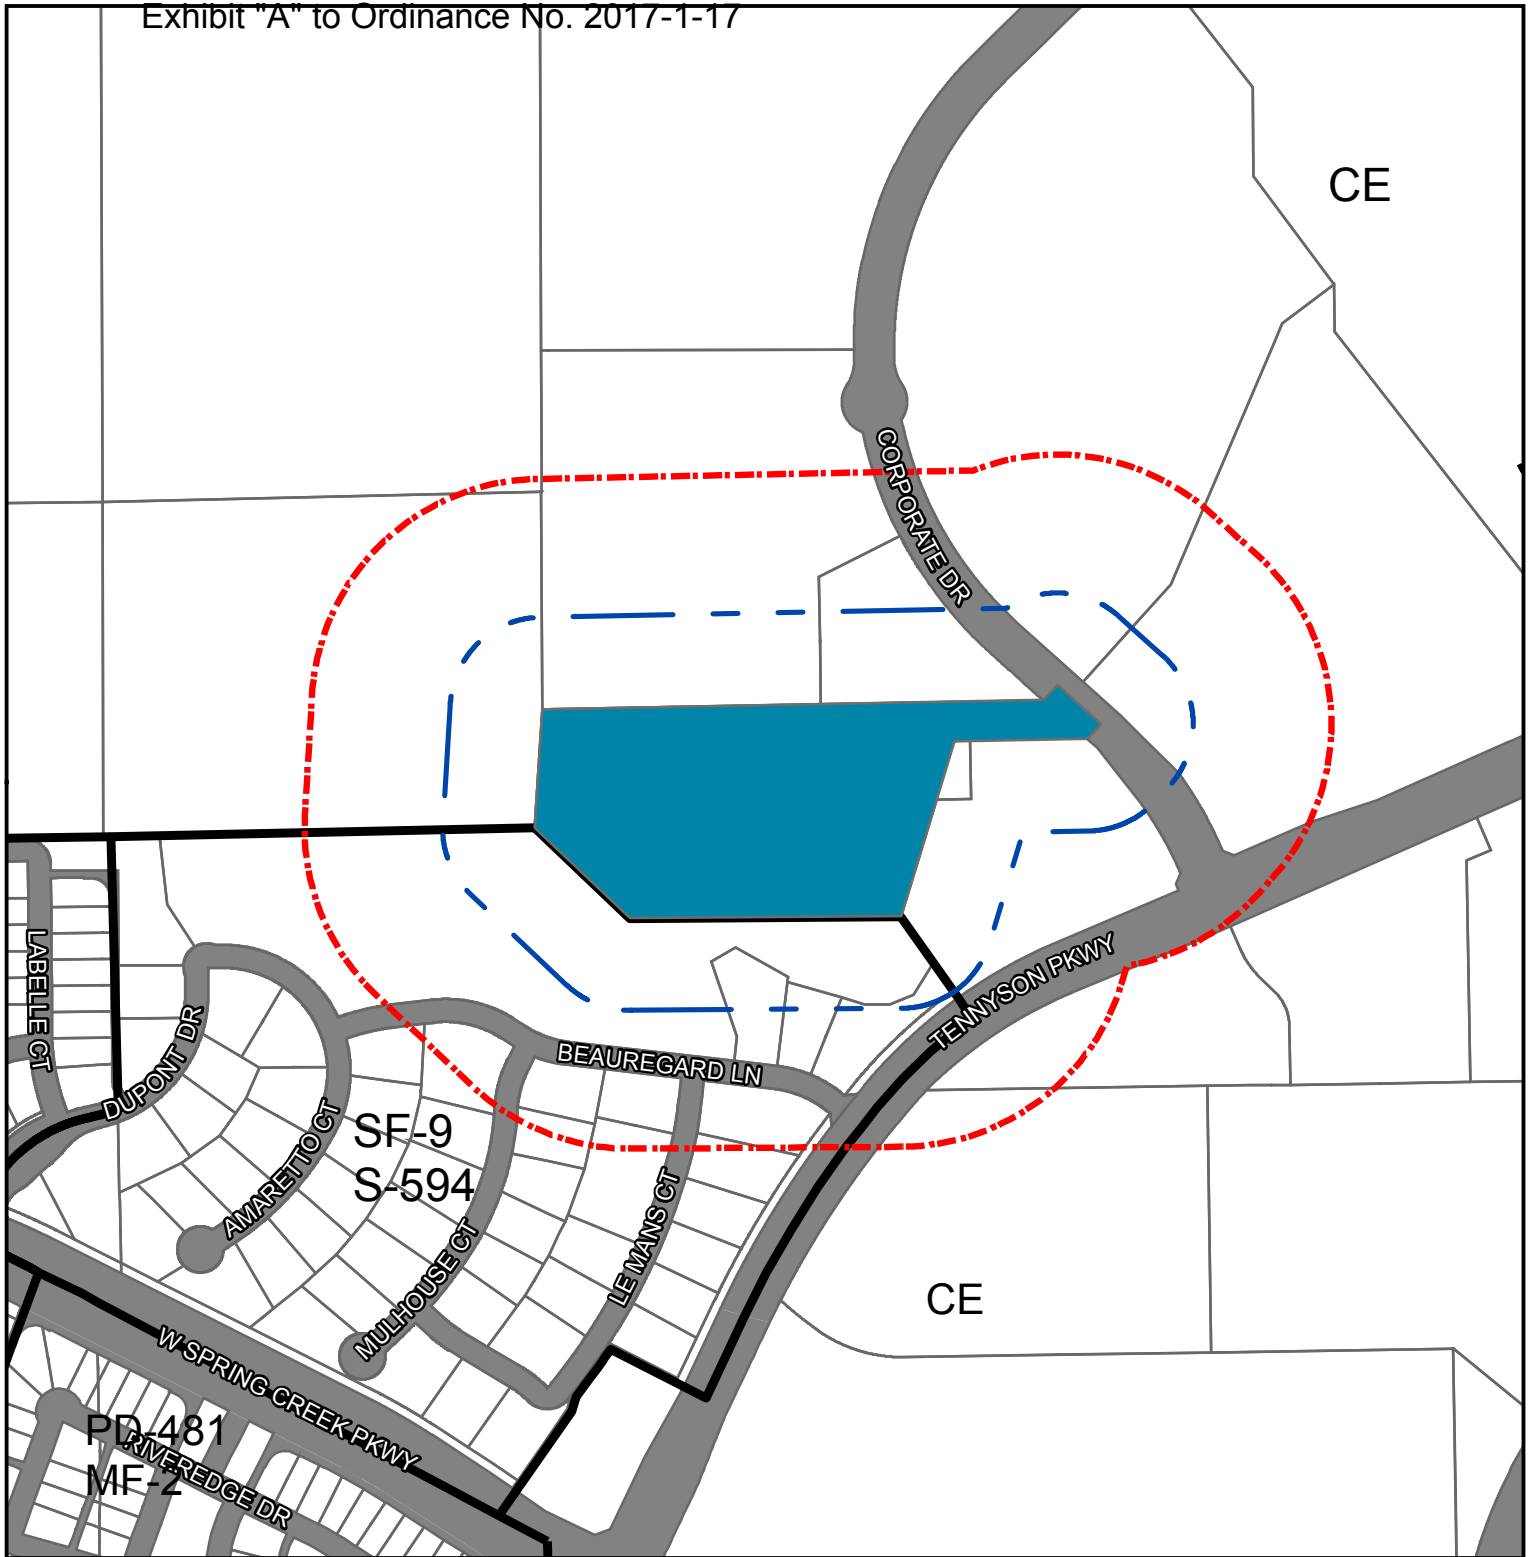 Exhibit "A" to Ordinance No. 2017-1-17
CE
CORPORATE DR
LABELLE CT
DUPONT DR
TENNYSON PKWY
BEAUREGARD LN
AMARETTO CT
SF-9
S-594
MULHOUSE CT
LE MANS CT
CE
W SPRING CREEK PKWY
PD-481
MF-2
RIVEREDGE DR